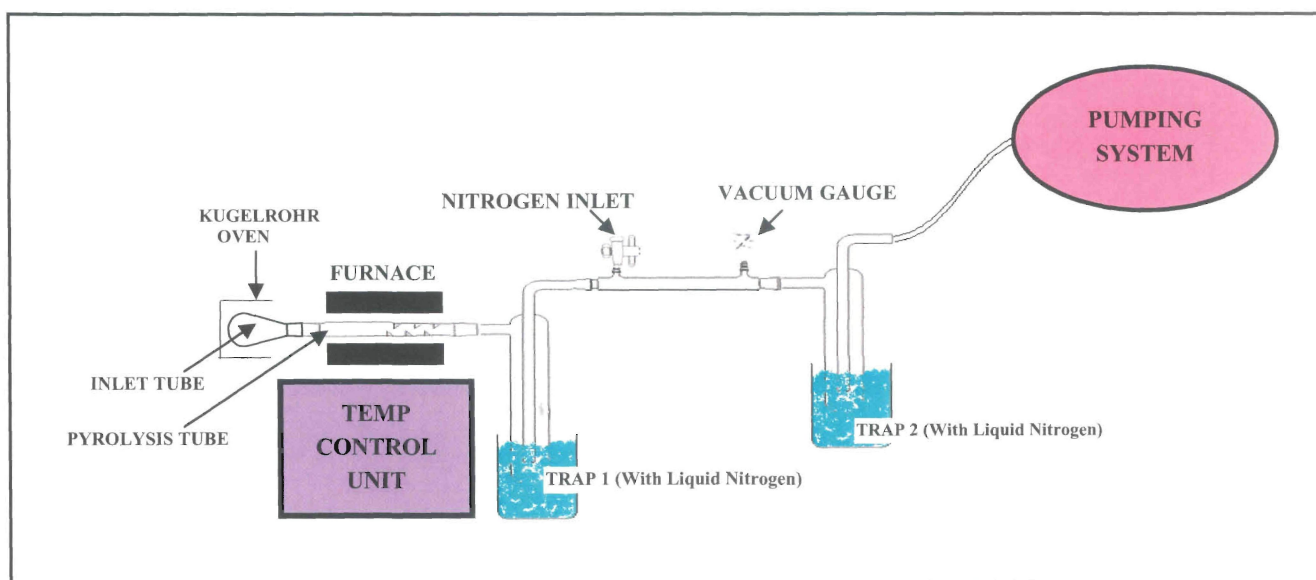 PUMPING
SYSTEM
NITROGEN INLET
VACUUM GAUGE
KUGELROHR
OVEN
FURNACE
INLET TUBE
PYROLYSIS TUBE
TEMP
CONTROL
UNIT
TRAP 1 (With Liquid Nitrogen)
TRAP 2 (With Liquid Nitrogen)